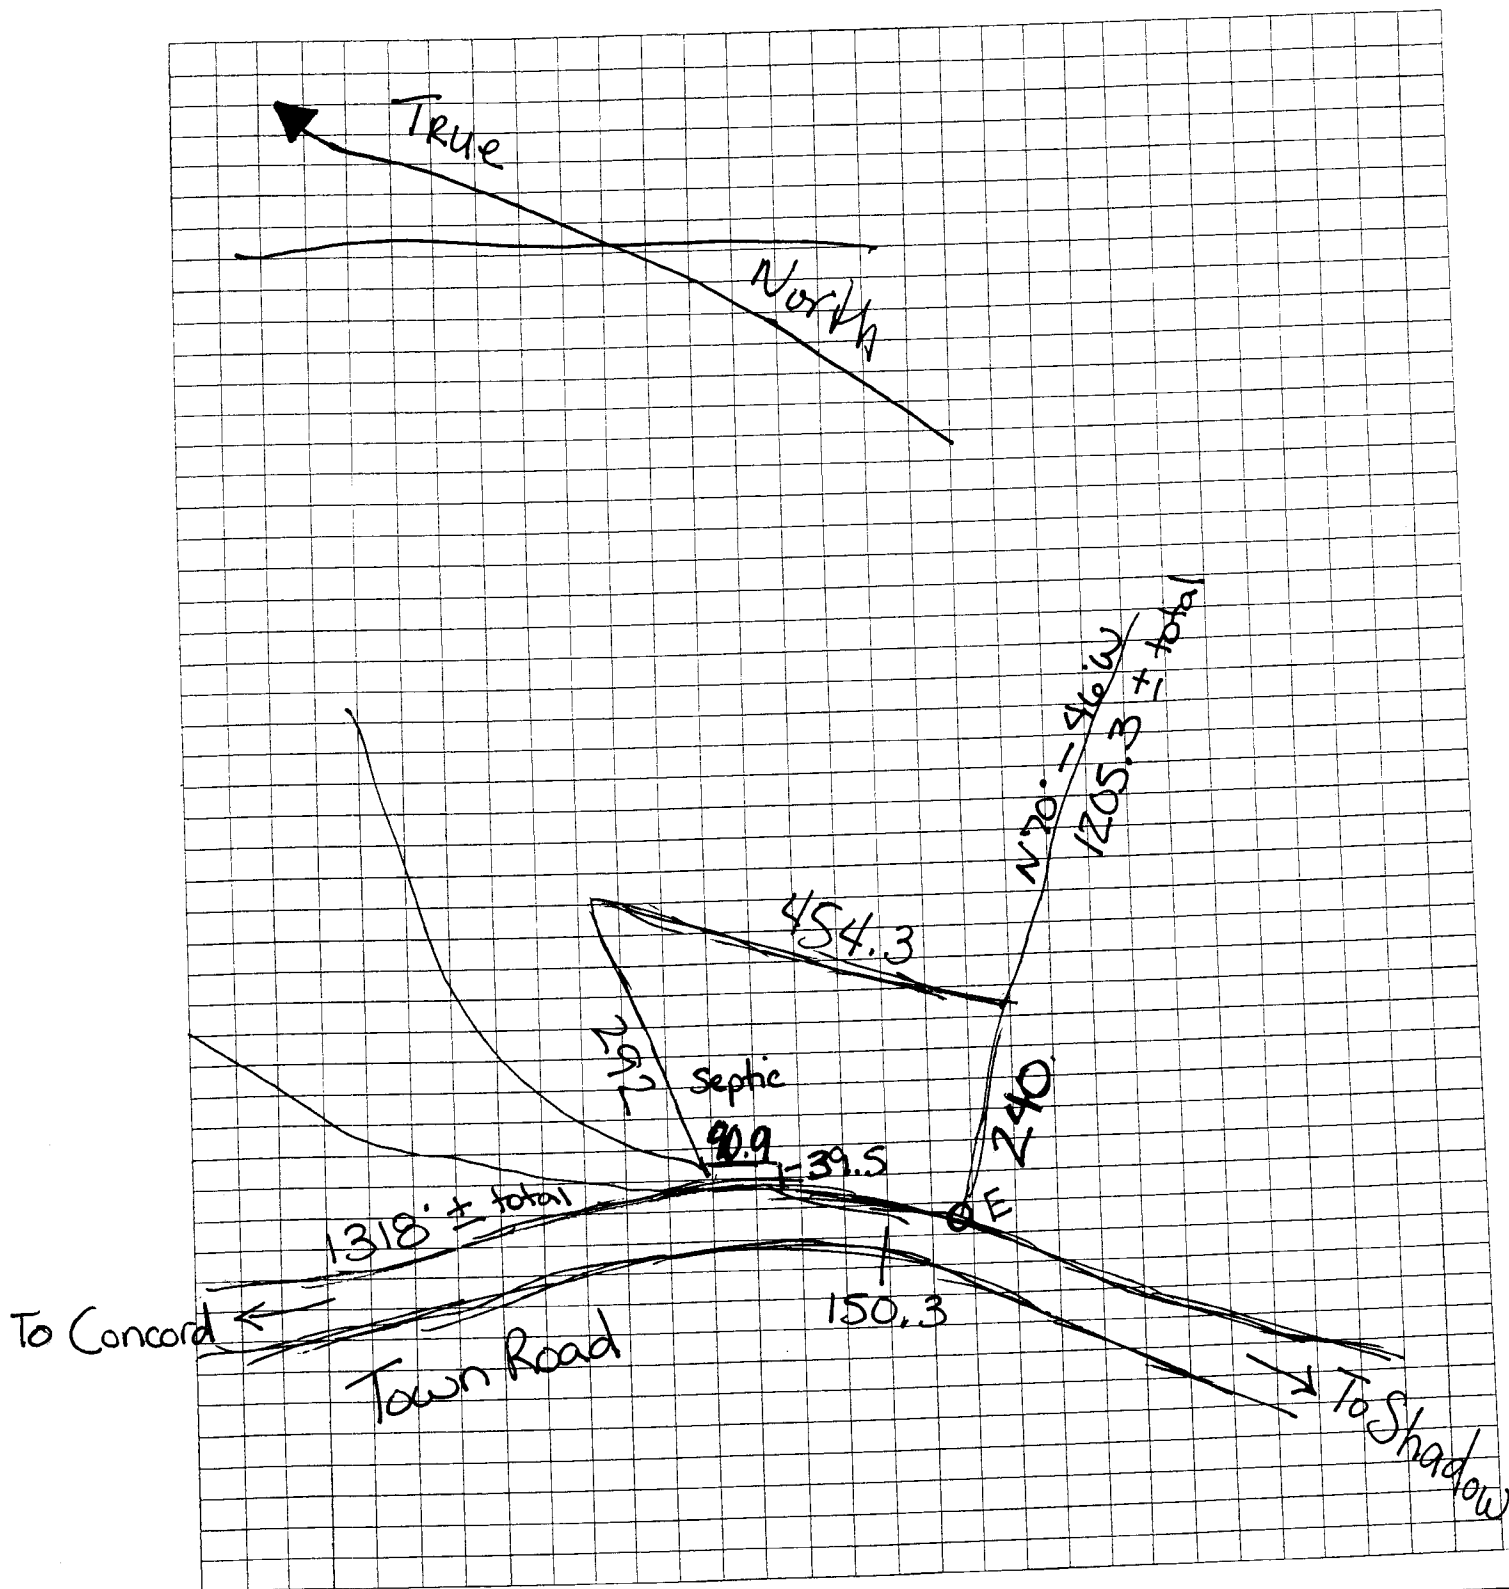 True
North
N 70° - 46' W
1205.3 ± total
454.3
292
Septic
90.9
39.5
240'
E
1318' ± total
150.3
To Concord
Town Road
To Shadow